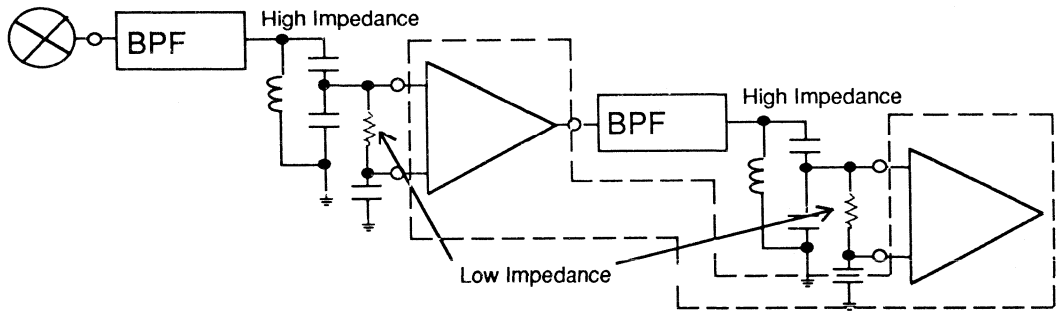 High Impedance
BPF
High Impedance
BPF
Low Impedance